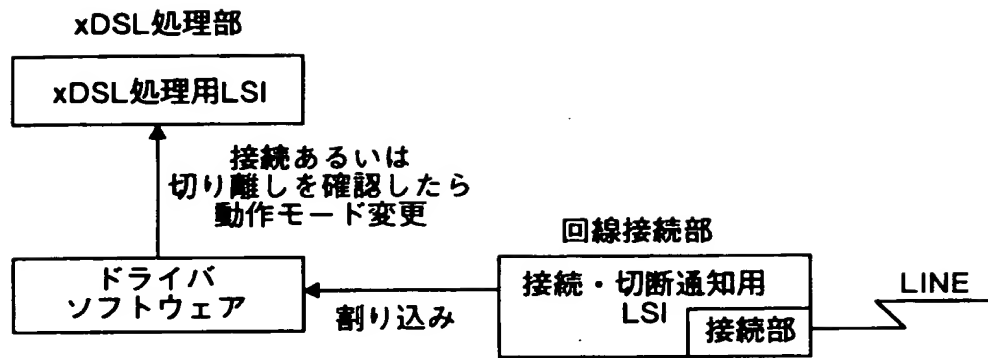 xDSL処理部
xDSL処理用LSI
接続あるいは
切り離しを確認したら
動作モード変更
回線接続部
ドライバ
ソフトウェア
割り込み
接続・切断通知用
LSI
接続部
LINE